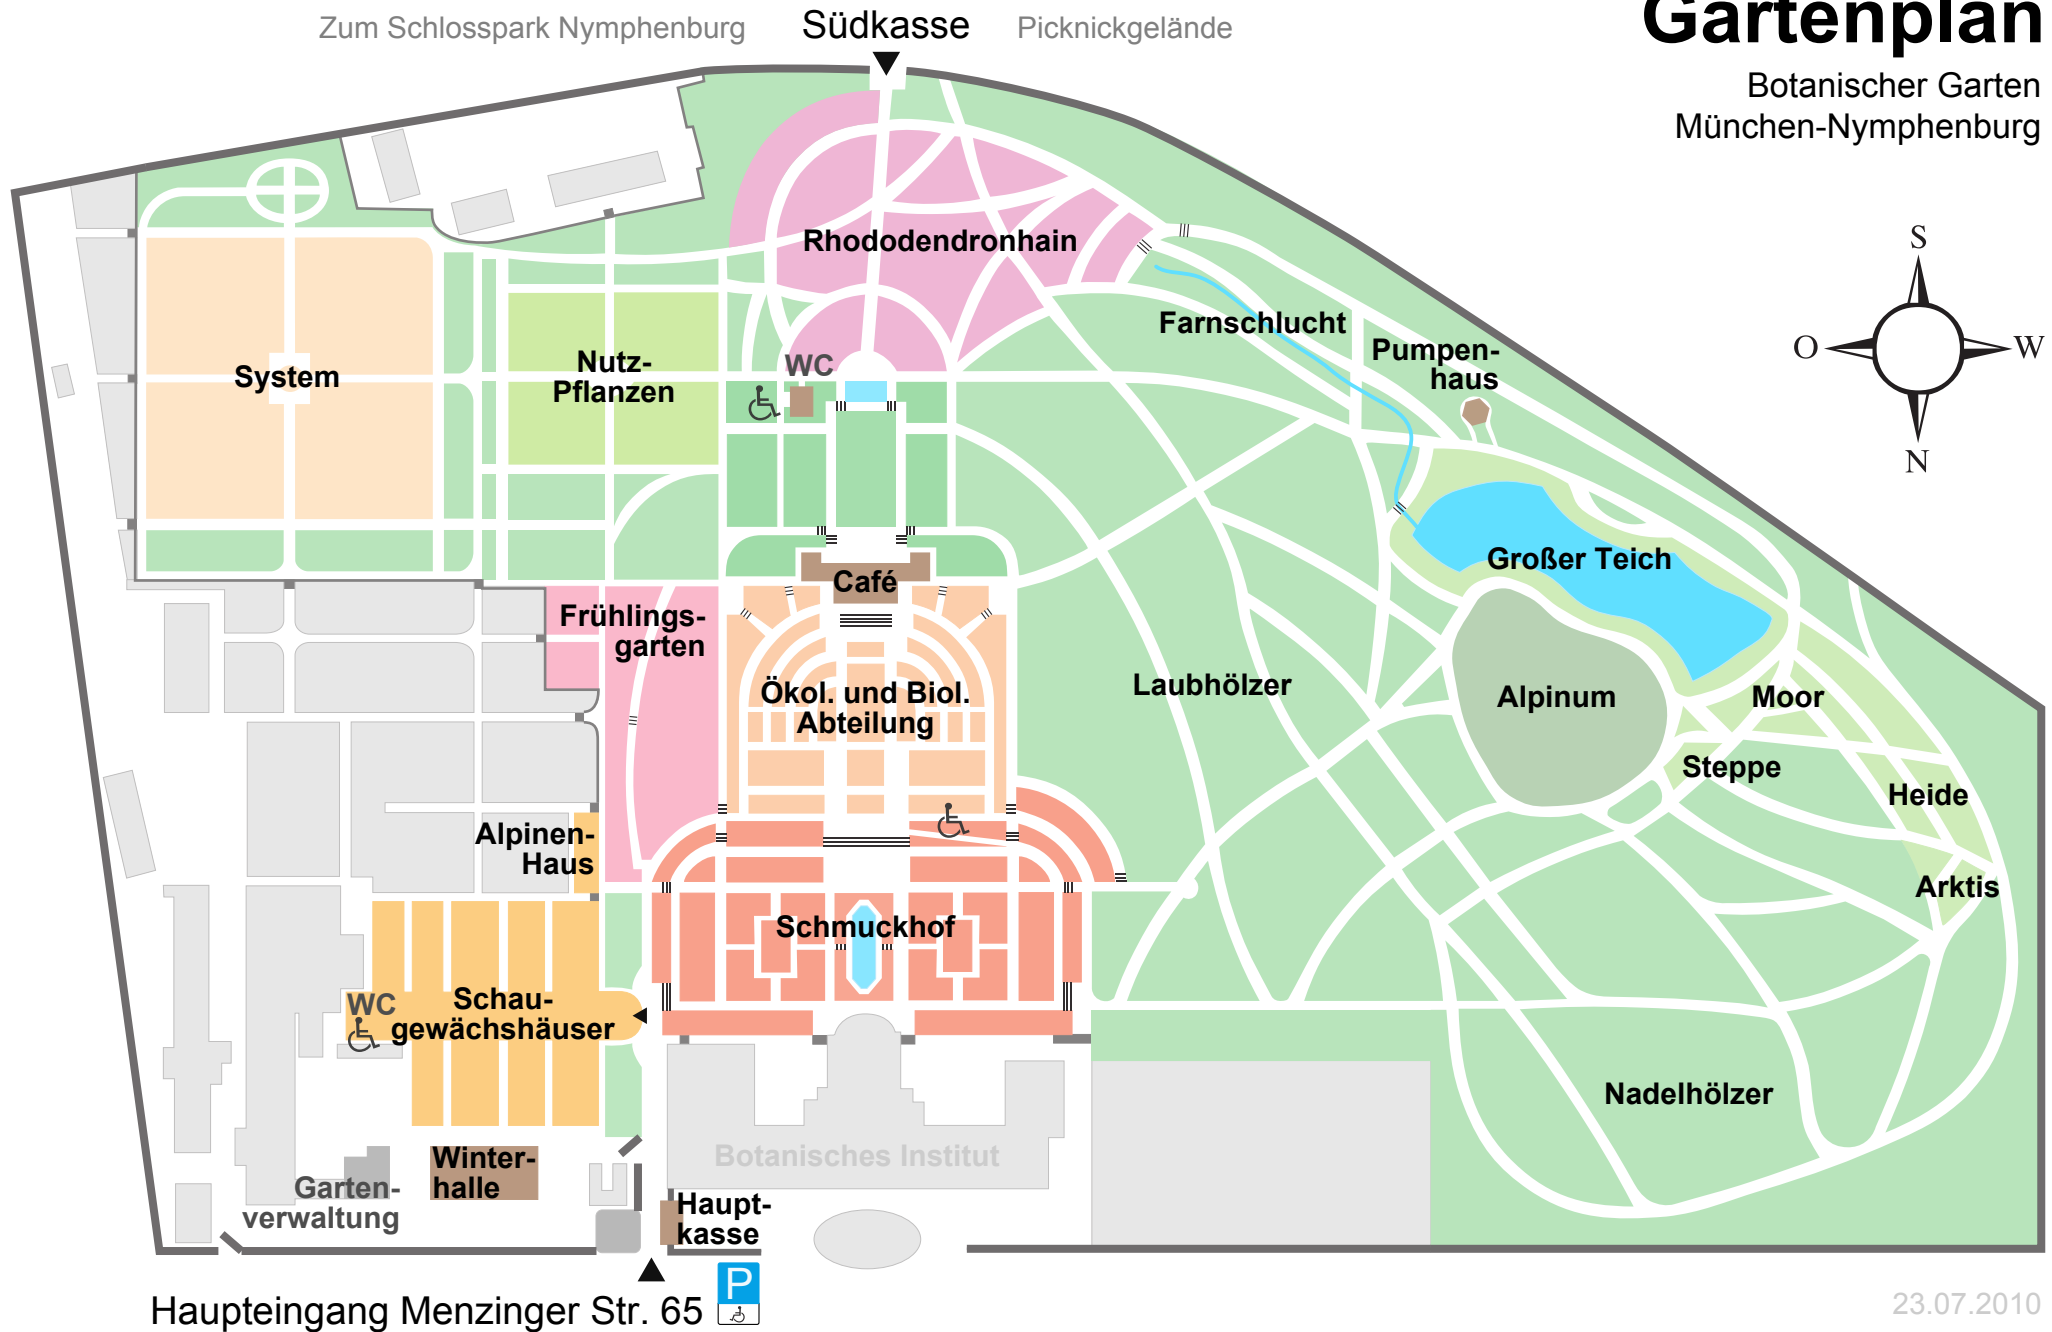 Zum Schlosspark Nymphenburg
Südkasse
Picknickgelände
Gartenplan
Botanischer Garten
München-Nymphenburg
S
O
W
N
Rhododendronhain
Farnschlucht
Pumpen-
haus
System
Nutz-
Pflanzen
WC
Großer Teich
Café
Frühlings-
garten
Ökol. und Biol.
Abteilung
Laubhölzer
Alpinum
Moor
Steppe
Heide
Arktis
Alpinen-
Haus
Schmuckhof
WC
Schau-
gewächshäuser
Nadelhölzer
Botanisches Institut
Winter-
halle
Garten-
verwaltung
Haupt-
kasse
Haupteingang Menzinger Str. 65
P
23.07.2010